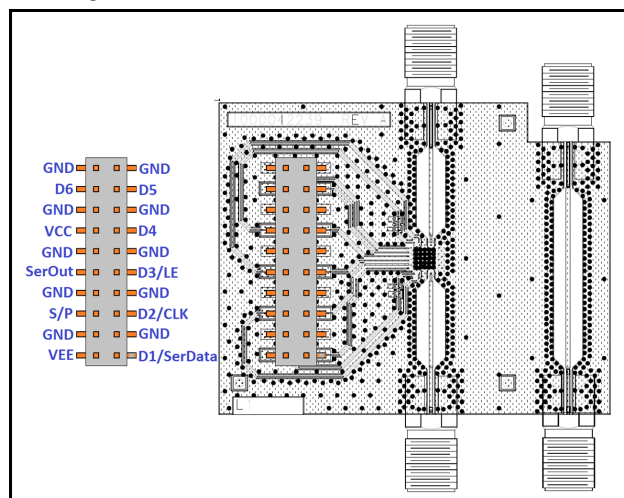 1000042239 REV A
GND GND
D6 D5
GND GND
VCC D4
GND GND
SerOut D3/LE
GND GND
S/P D2/CLK
GND GND
VEE D1/SerData